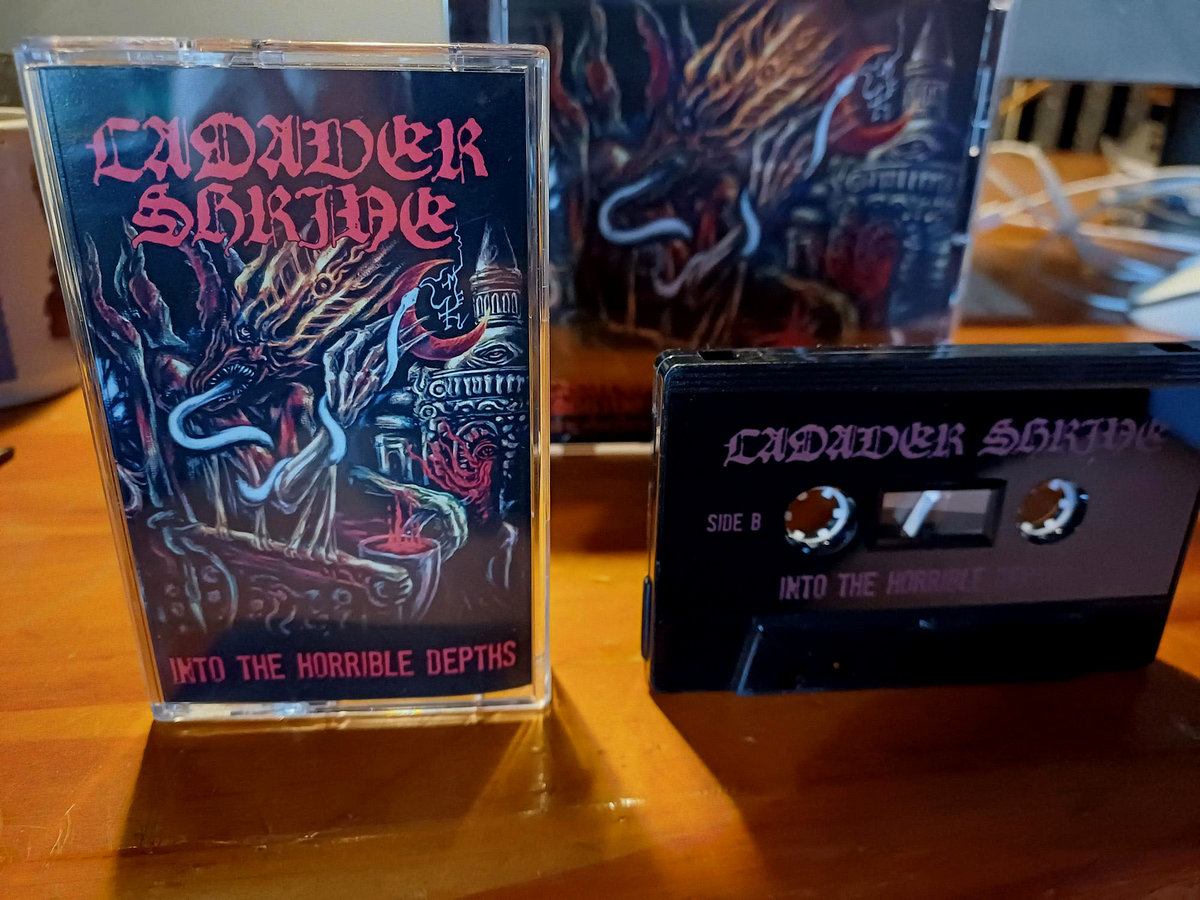 CADAVER
SHRINE
INTO THE HORRIBLE DEPTHS
CADAVER SHRINE
SIDE B
INTO THE HORRIBLE